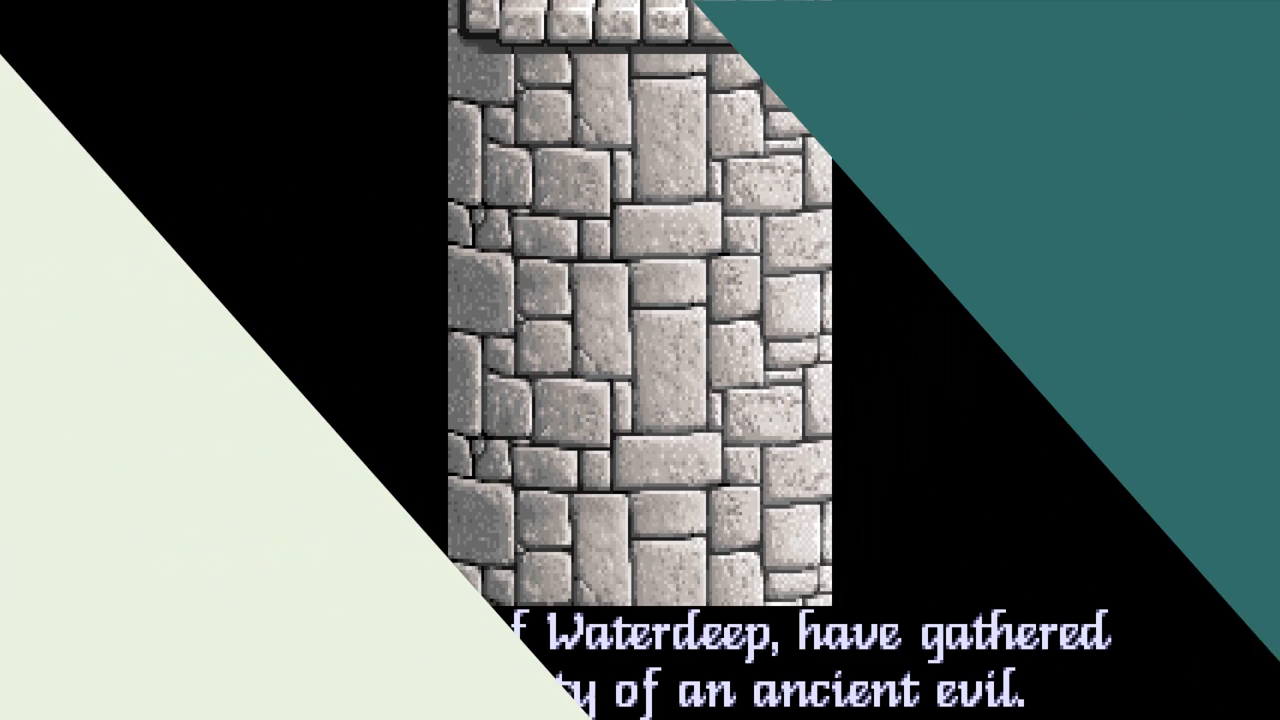 Waterdeep, have gathered
of an ancient evil.